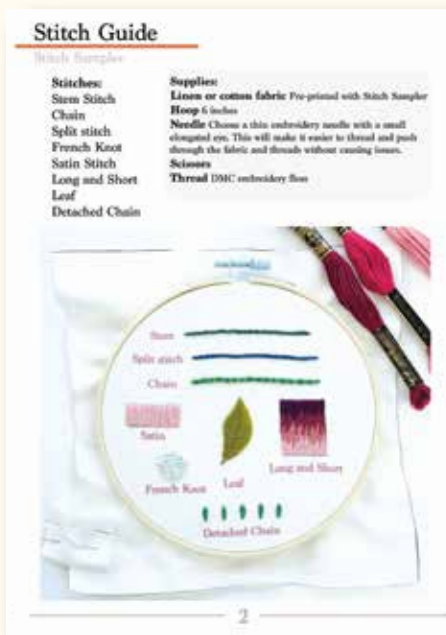 Stitch Guide
Stitch Sampler
Stitches:
Stem Stitch
Chain
Split stitch
French Knot
Satin Stitch
Long and Short
Leaf
Detached Chain
Supplies:
Linen or cotton fabric Pre-printed with Stitch Sampler
Hoop 6 inches
Needle Choose a thin embroidery needle with a small
elongated eye. This will make it easier to thread and push
through the fabric and threads without causing issues.
Scissors
Thread DMC embroidery floss
Stem
Split stitch
Chain
Satin
French Knot
Leaf
Long and Short
Detached Chain
2